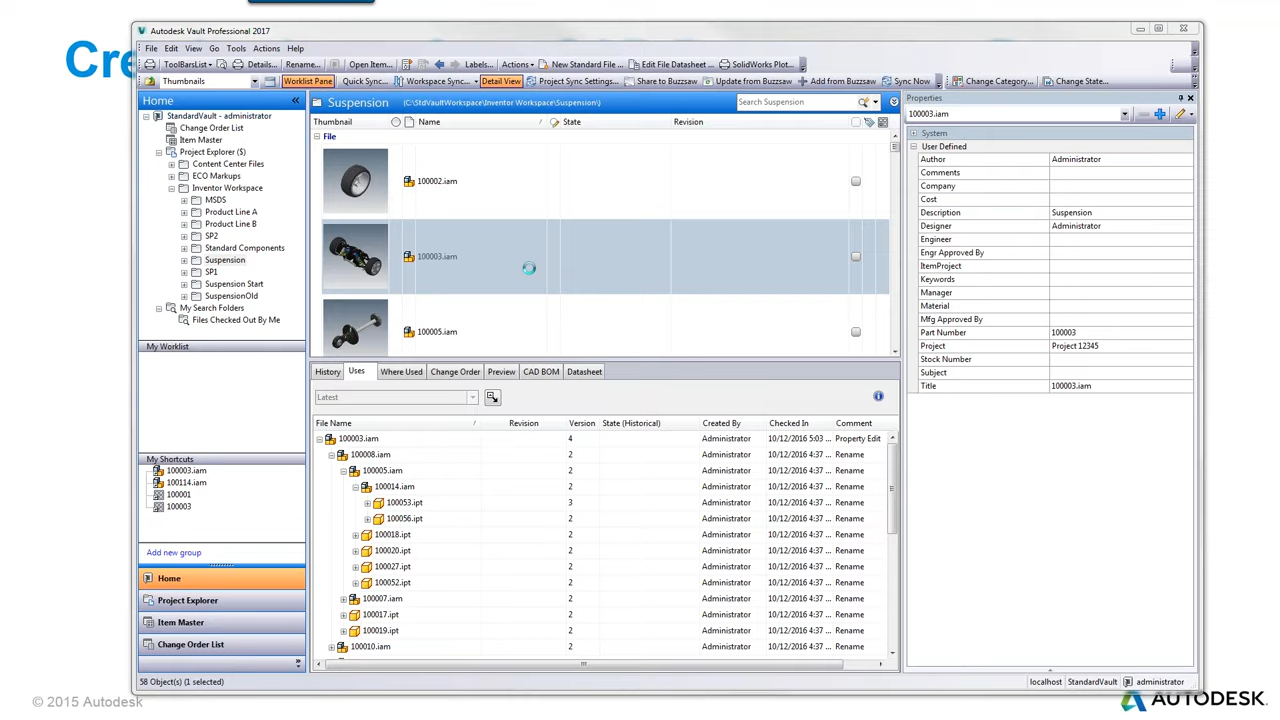 Cre
Autodesk Vault Professional 2017
File Edit View Go Tools Actions Help
ToolBarsList Details... Rename... Open Item... Labels... Actions New Standard File ... Edit File Datasheet... SolidWorks Plot...
Thumbnails Worklist Pane Quick Sync... Workspace Sync... Detail View Project Sync Settings... Share to Buzzsaw Update from Buzzsaw Add from Buzzsaw Sync Now Change Category... Change State...
Home
StandardVault - administrator
Change Order List
Item Master
Project Explorer ($)
Content Center Files
ECO Markups
Inventor Workspace
MSDS
Product Line A
Product Line B
SP2
Standard Components
Suspension
SP1
Suspension Start
SuspensionOld
My Search Folders
Files Checked Out By Me
My Worklist
My Shortcuts
100003.iam
100114.iam
100001
100003
Add new group
Home
Project Explorer
Item Master
Change Order List
58 Object(s) (1 selected)
Suspension (C:\StdVaultWorkspace\Inventor Workspace\Suspension\) Search Suspension
Thumbnail Name State Revision
File
100002.iam
100003.iam
100005.iam
History Uses Where Used Change Order Preview CAD BOM Datasheet
Latest
File Name Revision Version State (Historical) Created By Checked In Comment
100003.iam 4 Administrator 10/12/2016 5:03 ... Property Edit
100008.iam 2 Administrator 10/12/2016 4:37 ... Rename
100005.iam 2 Administrator 10/12/2016 4:37 ... Rename
100014.iam 2 Administrator 10/12/2016 4:37 ... Rename
100053.ipt 3 Administrator 10/12/2016 4:37 ... Rename
100056.ipt 2 Administrator 10/12/2016 4:37 ... Rename
100018.ipt 2 Administrator 10/12/2016 4:37 ... Rename
100020.ipt 2 Administrator 10/12/2016 4:37 ... Rename
100027.ipt 2 Administrator 10/12/2016 4:37 ... Rename
100052.ipt 2 Administrator 10/12/2016 4:37 ... Rename
100007.iam 2 Administrator 10/12/2016 4:37 ... Rename
100017.ipt 2 Administrator 10/12/2016 4:37 ... Rename
100019.ipt 2 Administrator 10/12/2016 4:37 ... Rename
100010.iam 2 Administrator 10/12/2016 4:37 ... Rename
Properties
100003.iam
System
User Defined
Author Administrator
Comments
Company
Cost
Description Suspension
Designer Administrator
Engineer
Engr Approved By
ItemProject
Keywords
Manager
Material
Mfg Approved By
Part Number 100003
Project Project 12345
Stock Number
Subject
Title 100003.iam
localhost StandardVault administrator
© 2015 Autodesk
AUTODESK.